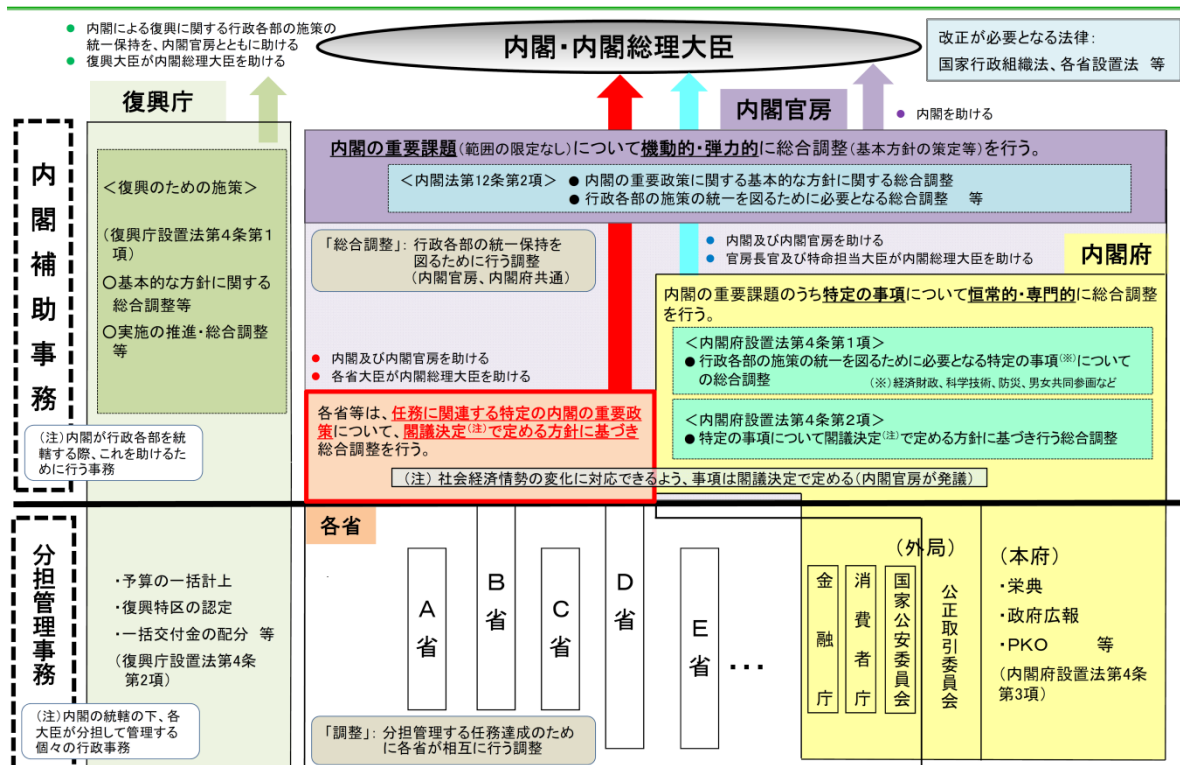 ● 内閣による復興に関する行政各部の施策の
統一保持を、内閣官房とともに助ける
● 復興大臣が内閣総理大臣を助ける
内閣・内閣総理大臣
改正が必要となる法律:
国家行政組織法、各省設置法 等
復興庁
内閣官房
● 内閣を助ける
内閣補助事務
<復興のための施策>
(復興庁設置法第4条第1
項)
○基本的な方針に関する
総合調整等
○実施の推進・総合調整
等
(注)内閣が行政各部を統
轄する際、これを助けるた
めに行う事務
内閣の重要課題(範囲の限定なし)について機動的・弾力的に総合調整(基本方針の策定等)を行う。
<内閣法第12条第2項> ● 内閣の重要政策に関する基本的な方針に関する総合調整
● 行政各部の施策の統一を図るために必要となる総合調整 等
「総合調整」: 行政各部の統一保持を
図るために行う調整
(内閣官房、内閣府共通)
● 内閣及び内閣官房を助ける
● 官房長官及び特命担当大臣が内閣総理大臣を助ける
内閣府
内閣の重要課題のうち特定の事項について恒常的・専門的に総合調整
を行う。
<内閣府設置法第4条第1項>
● 行政各部の施策の統一を図るために必要となる特定の事項(※)について
の総合調整 (※)経済財政、科学技術、防災、男女共同参画など
<内閣府設置法第4条第2項>
● 特定の事項について閣議決定(注)で定める方針に基づき行う総合調整
● 内閣及び内閣官房を助ける
● 各省大臣が内閣総理大臣を助ける
各省等は、任務に関連する特定の内閣の重要政
策について、閣議決定(注)で定める方針に基づき
総合調整を行う。
(注) 社会経済情勢の変化に対応できるよう、事項は閣議決定で定める(内閣官房が発議)
分担管理事務
・予算の一括計上
・復興特区の認定
・一括交付金の配分 等
(復興庁設置法第4条
第2項)
(注)内閣の統轄の下、各
大臣が分担して管理する
個々の行政事務
各省
A省
B省
C省
D省
E省
・・・
「調整」: 分担管理する任務達成のため
に各省が相互に行う調整
(外局)
金融庁
消費者庁
国家公安委員会
公正取引委員会
(本府)
・栄典
・政府広報
・PKO 等
(内閣府設置法第4条
第3項)